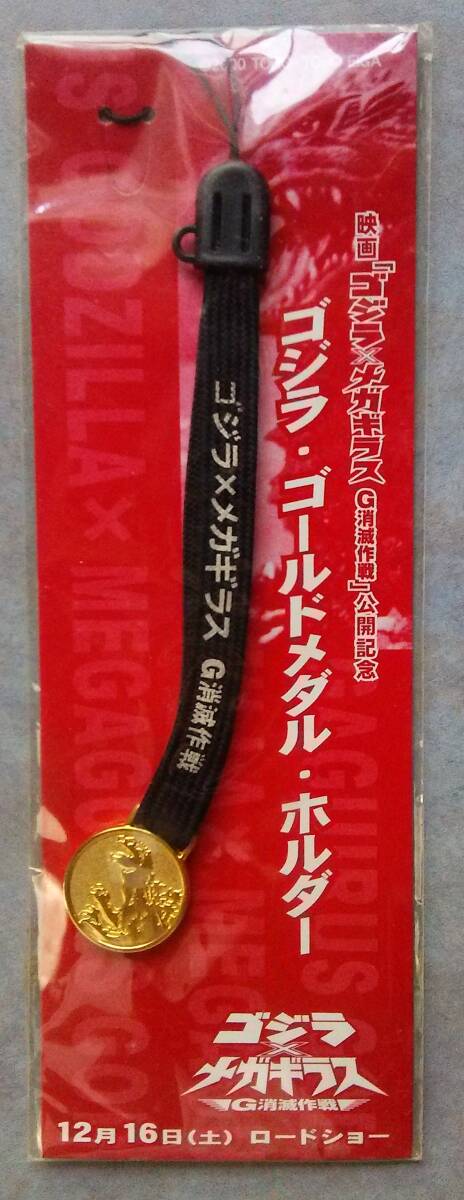 映画『ゴジラ×メガギラス G消滅作戦』公開記念
ゴジラ・ゴールドメダル・ホルダー
ゴジラ×メガギラス G消滅作戦
GODZILLA× MEGAG
ゴジラ
×
メガギラス
G消滅作戦
12月16日(土) ロードショー